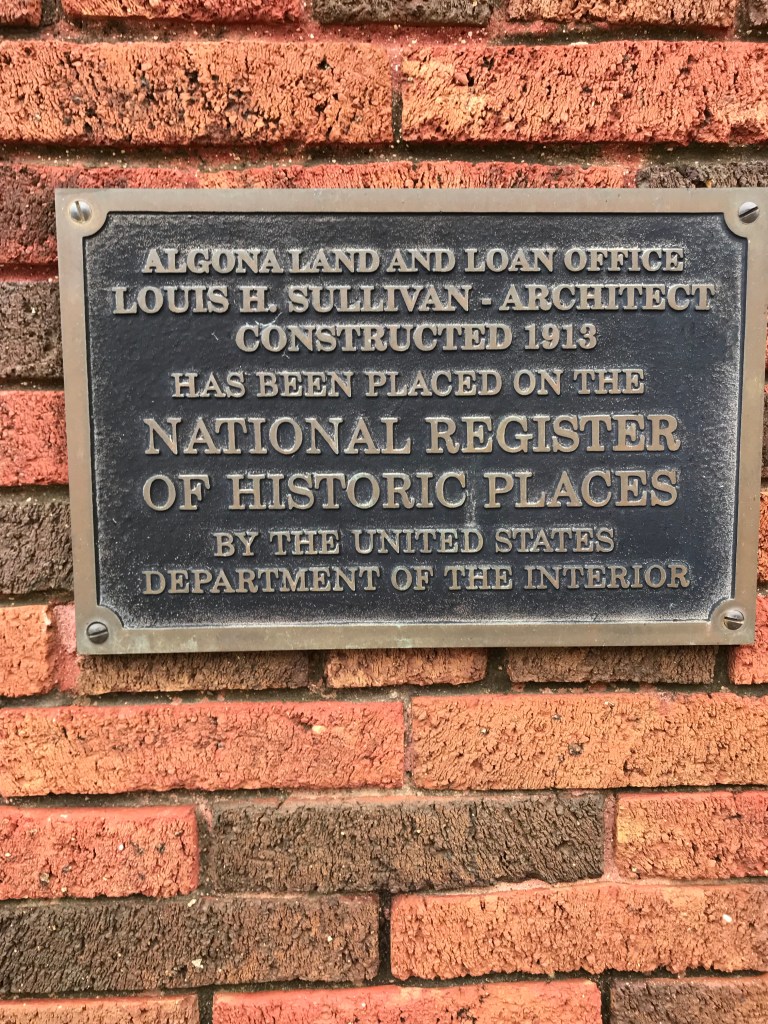 ALGONA LAND AND LOAN OFFICE
LOUIS H. SULLIVAN - ARCHITECT
CONSTRUCTED 1913
HAS BEEN PLACED ON THE
NATIONAL REGISTER
OF HISTORIC PLACES
BY THE UNITED STATES
DEPARTMENT OF THE INTERIOR